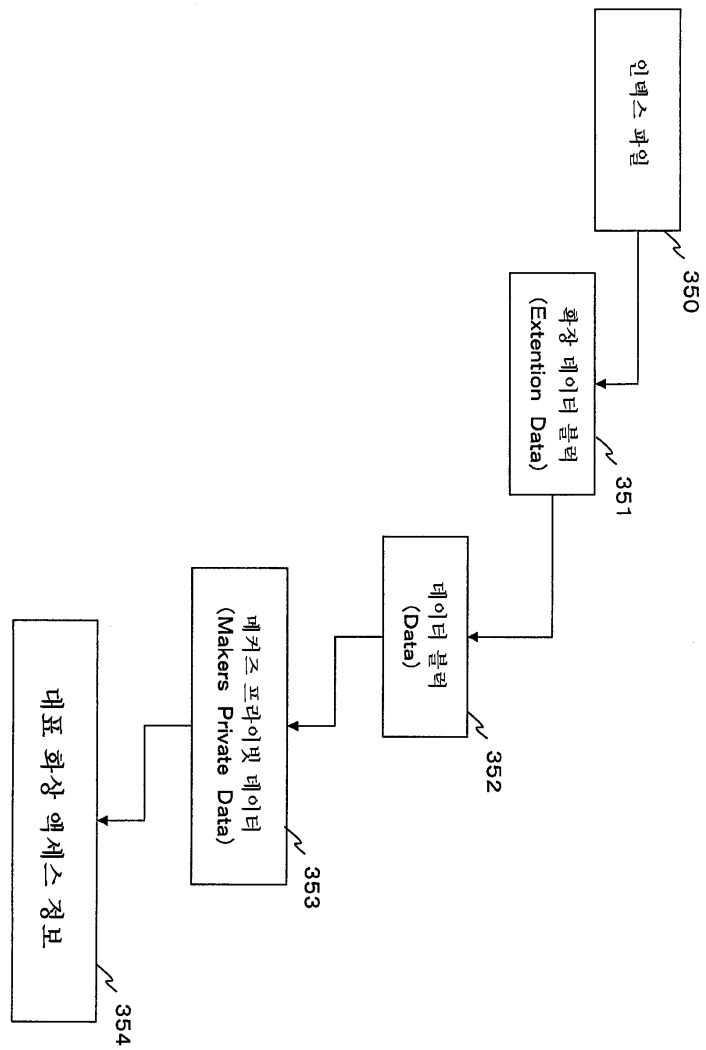 인덱스 파일
350
확장 데이터 블럭
(Extention Data)
351
데이터 블럭
(Data)
352
메커즈 프라이빗 데이터
(Makers Private Data)
353
대표 화상 액세스 정보
354